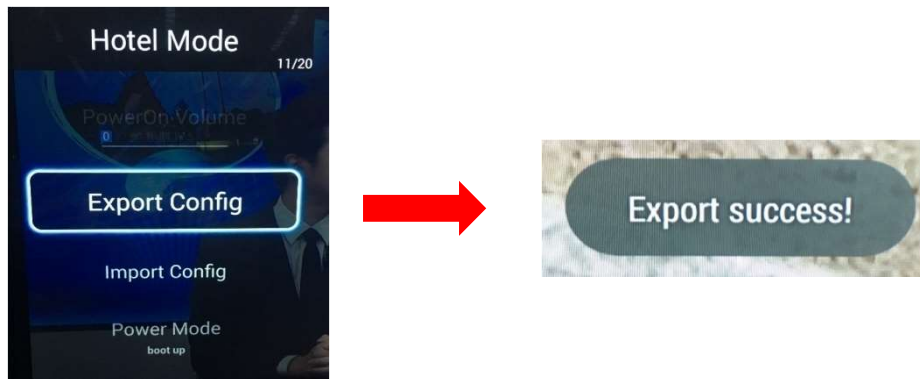 Hotel Mode
11/20
PowerOn-Volume
0
Export Config
Import Config
Power Mode
boot up
Export success!